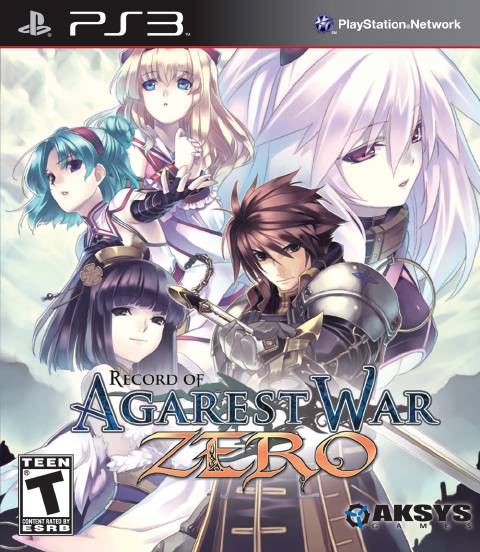 PS3
PlayStation®Network
RECORD OF
AGAREST WAR
ZERO
TEEN
T
CONTENT RATED BY
ESRB
AKSYS
GAMES